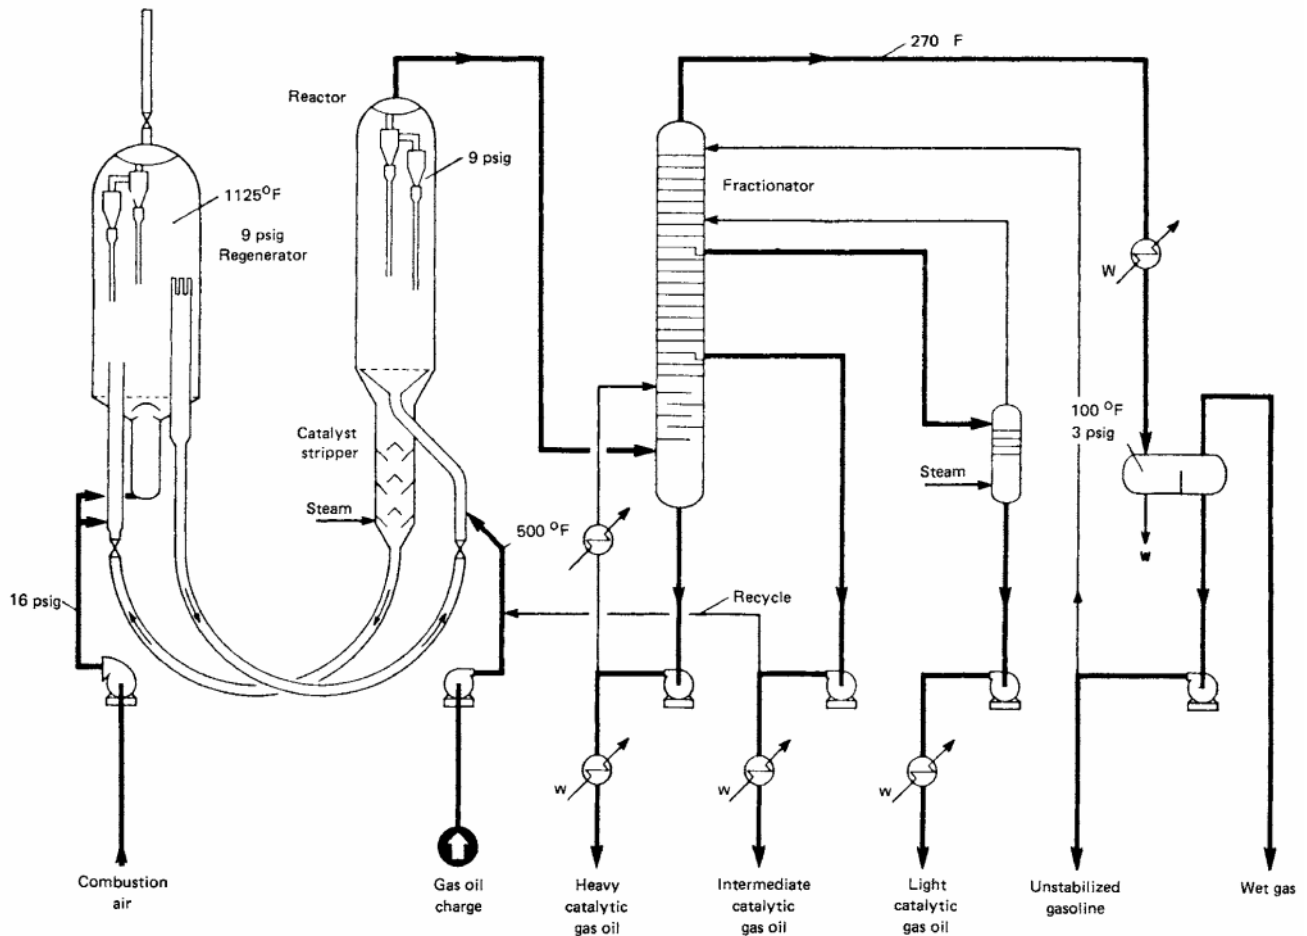 270 F
Reactor
9 psig
Fractionator
1125°F
9 psig
Regenerator
W
100 °F
3 psig
Catalyst
stripper
Steam
Steam
500 °F
w
16 psig
Recycle
w
w
w
Combustion
air
Gas oil
charge
Heavy
catalytic
gas oil
Intermediate
catalytic
gas oil
Light
catalytic
gas oil
Unstabilized
gasoline
Wet gas